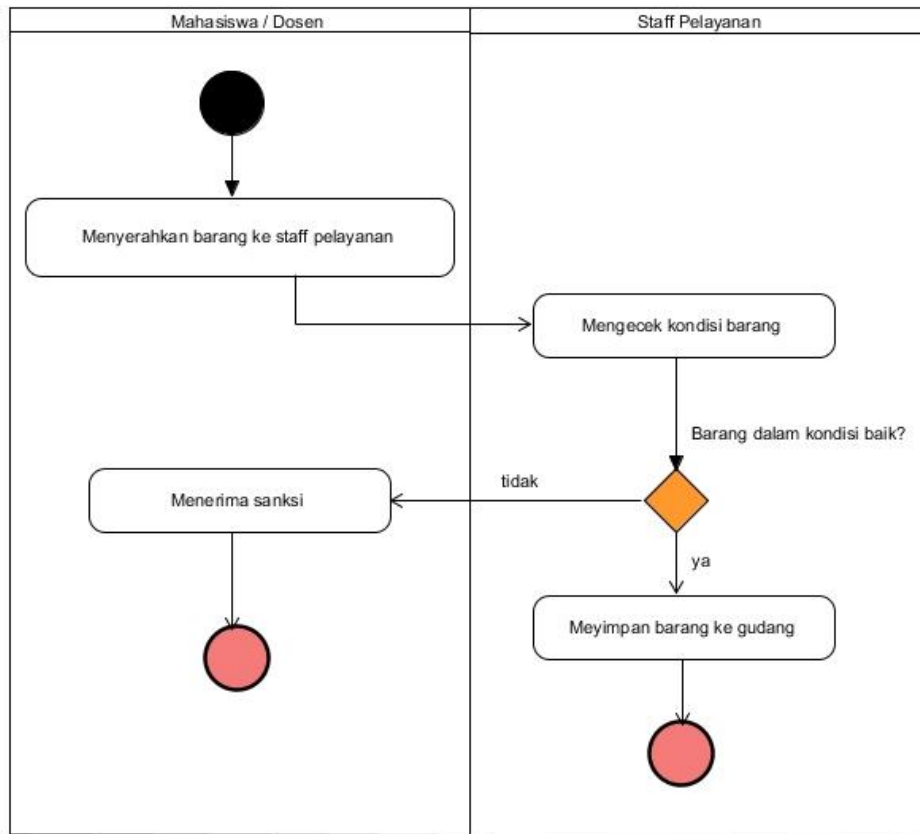 Mahasiswa / Dosen
Staff Pelayanan
Menyerahkan barang ke staff pelayanan
Mengecek kondisi barang
Barang dalam kondisi baik?
tidak
Menerima sanksi
ya
Meyimpan barang ke gudang